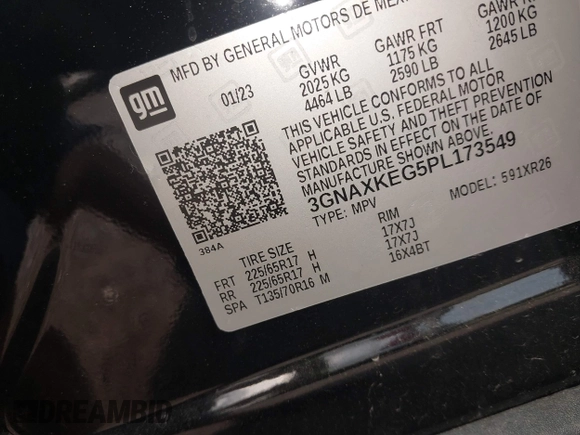 MFD BY GENERAL MOTORS DE MEX
gm
01/23
GVWR
2025 KG
4464 LB
GAWR FRT
1175 KG
2590 LB
GAWR
1200 KG
2645 LB
THIS VEHICLE CONFORMS TO ALL
APPLICABLE U.S. FEDERAL MOTOR
VEHICLE SAFETY AND THEFT PREVENTION
STANDARDS IN EFFECT ON THE DATE OF
MANUFACTURE SHOWN ABOVE.
3GNAXKEG5PL173549
TYPE: MPV
MODEL: 591XR26
384A
TIRE SIZE
RIM
FRT 225/65R17 H 17X7J
RR 225/65R17 H 17X7J
SPA T135/70R16 M 16X4BT
DREAMBID